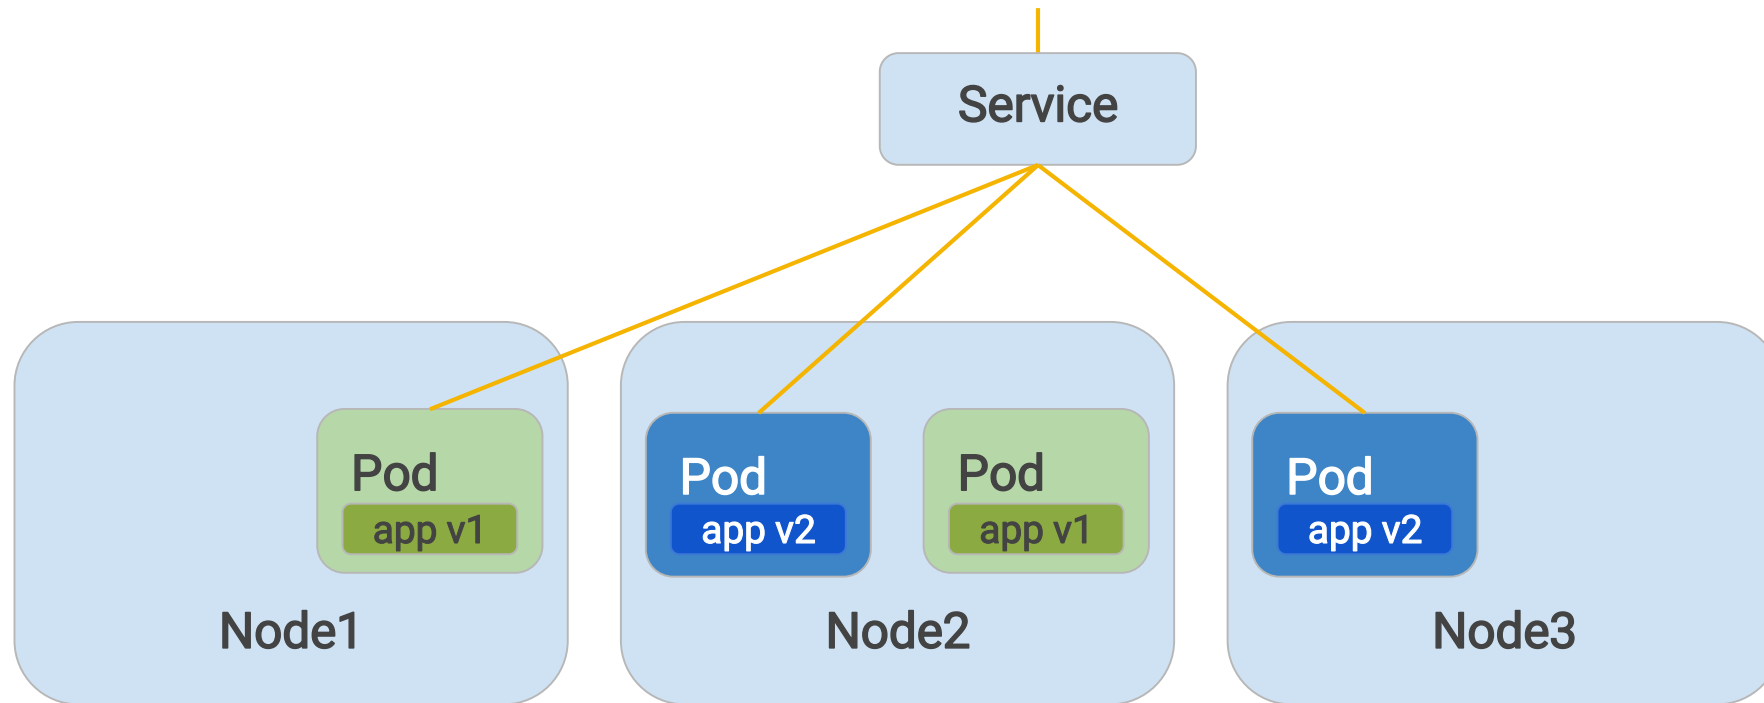 Service
Pod
app v1
Node1
Pod
app v2
Pod
app v1
Node2
Pod
app v2
Node3